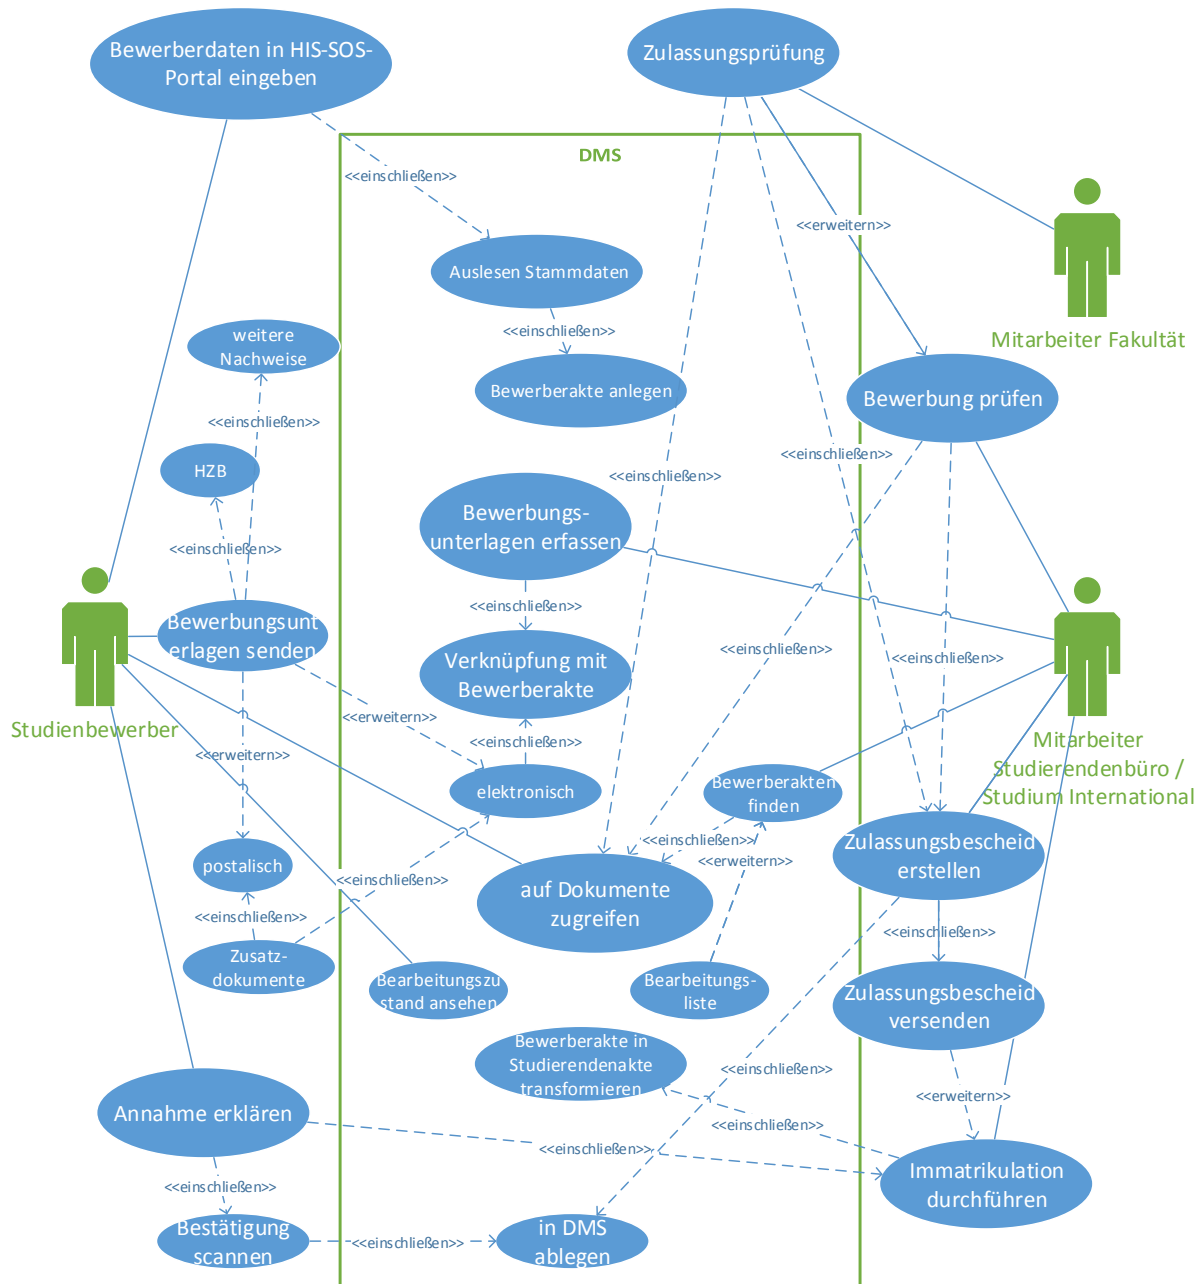 Bewerberdaten in HIS-SOS-
Portal eingeben
Zulassungsprüfung
DMS
<<einschließen>>
<<erweitern>>
Auslesen Stammdaten
<<einschließen>>
weitere
Nachweise
Mitarbeiter Fakultät
Bewerberakte anlegen
Bewerbung prüfen
<<einschließen>>
<<einschließen>>
HZB
<<einschließen>>
Bewerbungs-
unterlagen erfassen
<<einschließen>>
<<einschließen>>
Bewerbungsunt
erlagen senden
<<einschließen>>
<<einschließen>>
Verknüpfung mit
Bewerberakte
Studienbewerber
<<erweitern>>
<<einschließen>>
<<erweitern>>
Mitarbeiter
Studierendenbüro /
Studium International
elektronisch
Bewerberakten
finden
<<einschließen>>
<<erweitern>>
Zulassungsbescheid
erstellen
postalisch
<<einschließen>>
auf Dokumente
zugreifen
<<einschließen>>
<<einschließen>>
Zusatz-
dokumente
Bearbeitungszu
stand ansehen
Bearbeitungs-
liste
Zulassungsbescheid
versenden
Bewerberakte in
Studierendenakte
transformieren
<<einschließen>>
<<erweitern>>
Annahme erklären
<<einschließen>>
<<einschließen>>
Immatrikulation
durchführen
<<einschließen>>
Bestätigung
scannen
<<einschließen>>
in DMS
ablegen